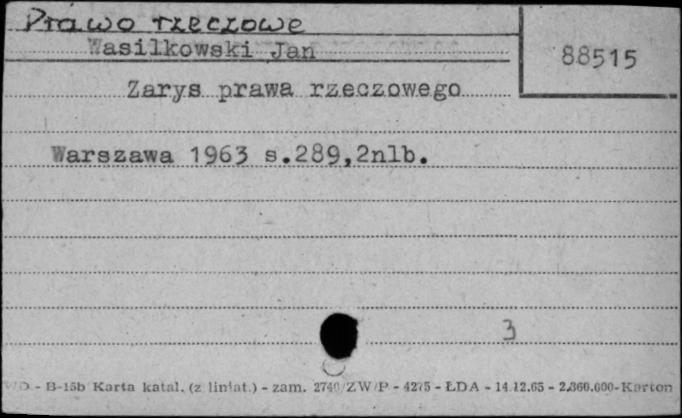 Prawo rzeczowe
Wasilkowski Jan
88515
Zarys prawa rzeczowego
Warszawa 1963 s.289,2nlb.
3
B-15b Karta katal. (z liniat.) - zam. 2740/ZW/P - 4275 - ŁDA - 14.12.65 - 2.860.000-Karton